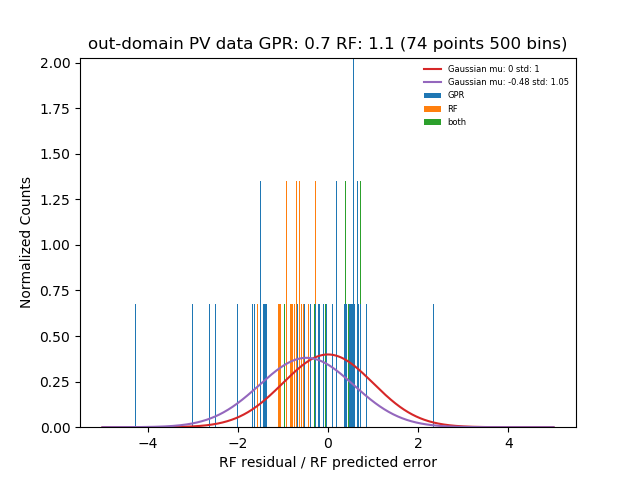 out-domain PV data GPR: 0.7 RF: 1.1 (74 points 500 bins)
Gaussian mu: 0 std: 1
Gaussian mu: -0.48 std: 1.05
GPR
RF
both
Normalized Counts
2.00
1.75
1.50
1.25
1.00
0.75
0.50
0.25
0.00
−4
−2
0
2
4
RF residual / RF predicted error